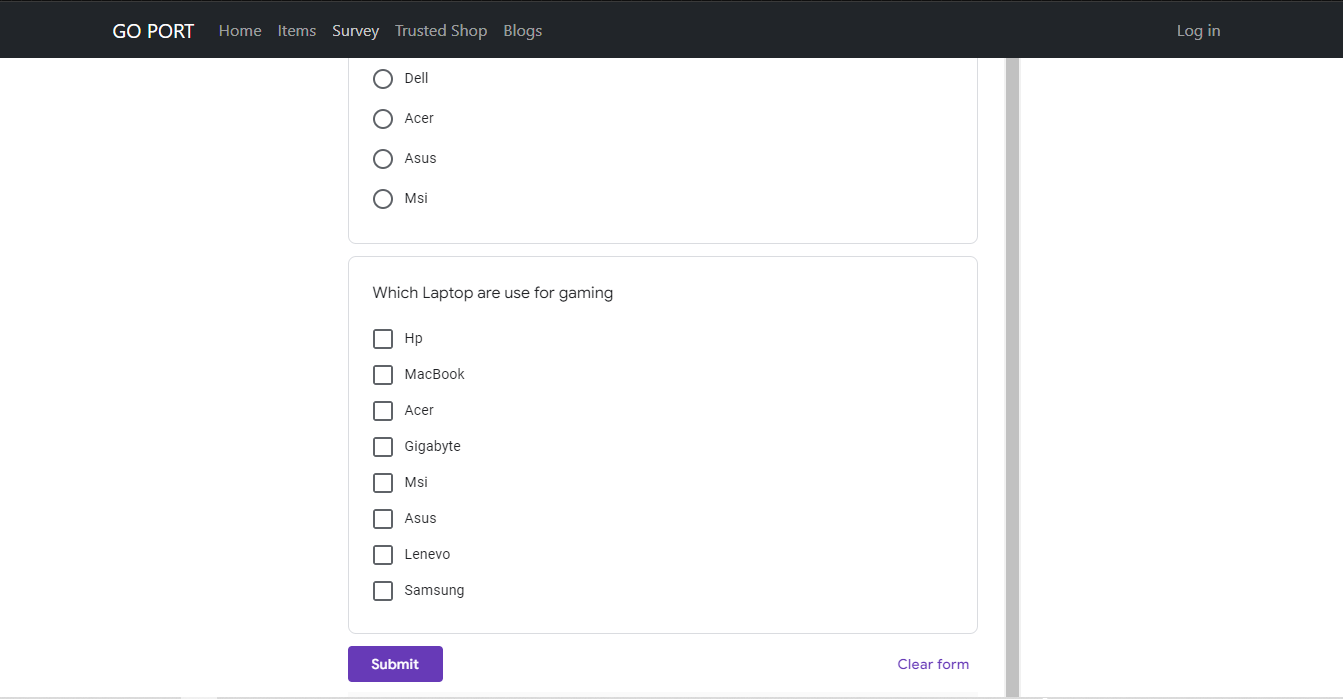 GO PORT Home Items Survey Trusted Shop Blogs Log in
Dell
Acer
Asus
Msi
Which Laptop are use for gaming
Hp
MacBook
Acer
Gigabyte
Msi
Asus
Lenevo
Samsung
Submit Clear form